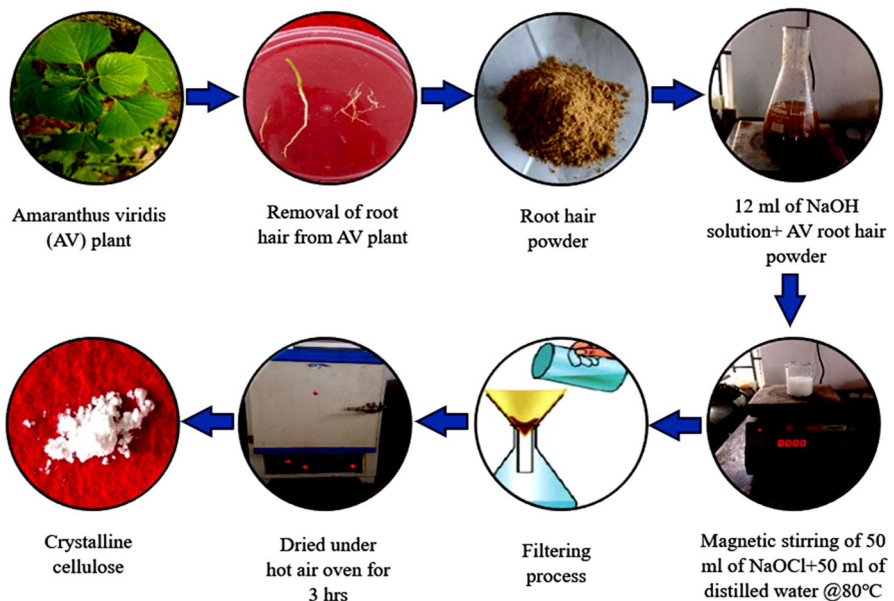 Amaranthus viridis
(AV) plant
Removal of root
hair from AV plant
Root hair
powder
12 ml of NaOH
solution+ AV root hair
powder
Crystalline
cellulose
Dried under
hot air oven for
3 hrs
Filtering
process
0000
Magnetic stirring of 50
ml of NaOCl+50 ml of
distilled water @80°C